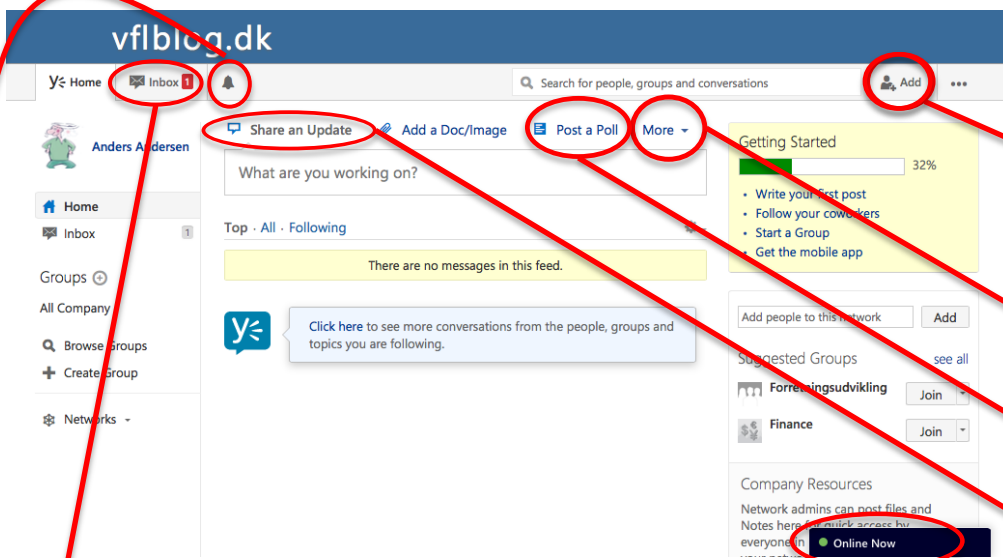 vflblog.dk
Home
Inbox 1
Search for people, groups and conversations
Add
Anders Andersen
Share an Update
Add a Doc/Image
Post a Poll
More
What are you working on?
Home
Inbox 1
Top · All · Following
There are no messages in this feed.
Groups
All Company
Browse Groups
Create Group
Networks
Click here to see more conversations from the people, groups and
topics you are following.
Getting Started
32%
• Write your first post
• Follow your coworkers
• Start a Group
• Get the mobile app
Add people to this network
Add
Suggested Groups
see all
Forretningsudvikling
Join
Finance
Join
Company Resources
Network admins can post files and
Notes here for quick access by
everyone in
your
Online Now